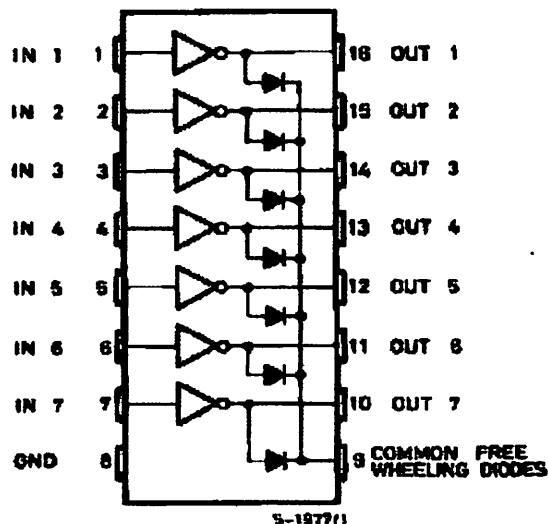 IN 1 1 16 OUT 1
IN 2 2 15 OUT 2
IN 3 3 14 OUT 3
IN 4 4 13 OUT 4
IN 5 5 12 OUT 5
IN 6 6 11 OUT 6
IN 7 7 10 OUT 7
GND 8 9 COMMON FREE
WHEELING DIODES